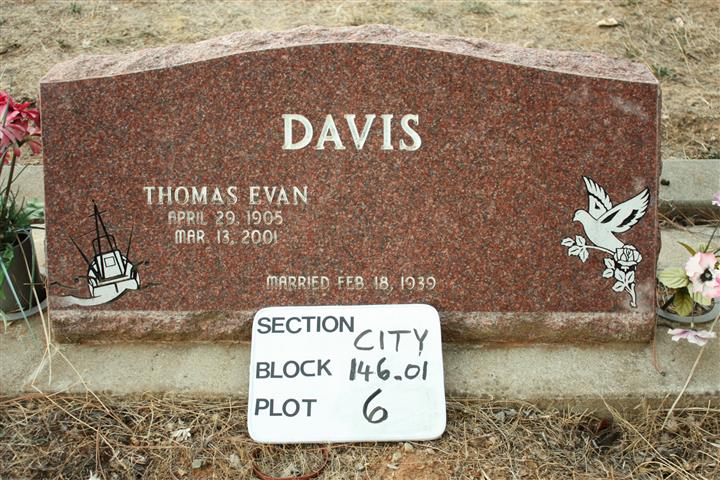 DAVIS
THOMAS EVAN
APRIL 29, 1905
MAR. 13, 2001
MARRIED FEB. 18, 1939
SECTION CITY
BLOCK 146.01
PLOT 6